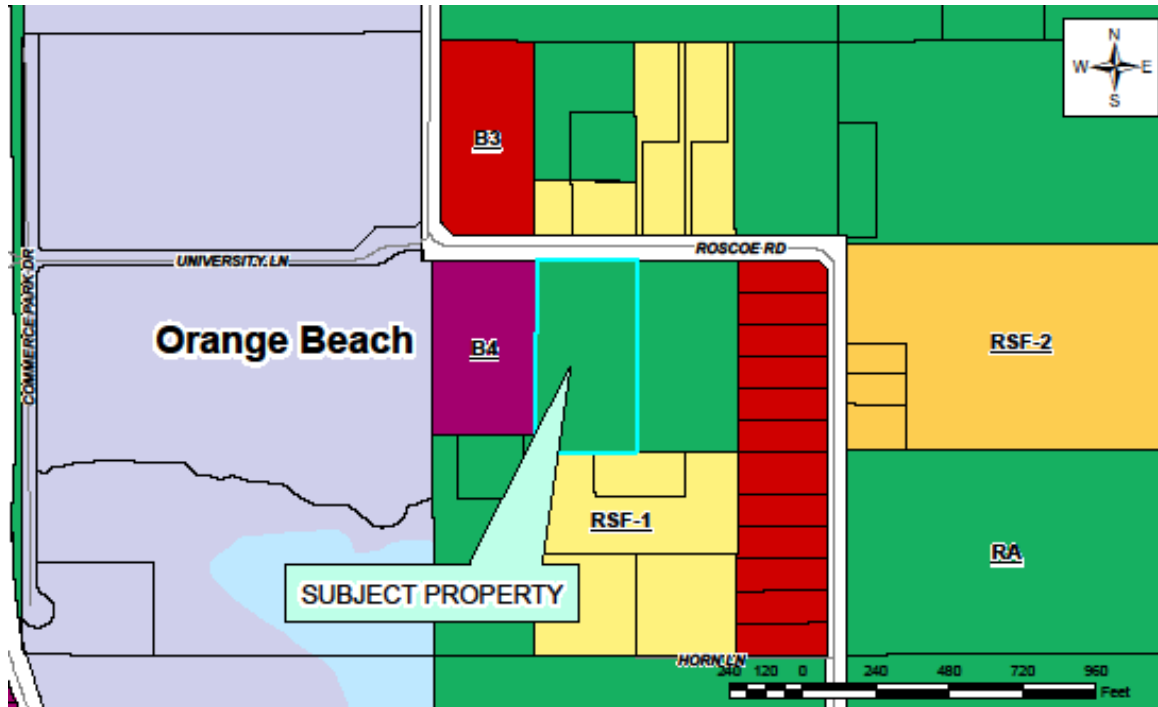 N
W E
S
B3
ROSCOE RD
UNIVERSITY LN
COMMERCE PARK DR
Orange Beach
B4
RSF-2
RSF-1
RA
SUBJECT PROPERTY
HORN LN
240 120 0 240 480 720 960
Feet